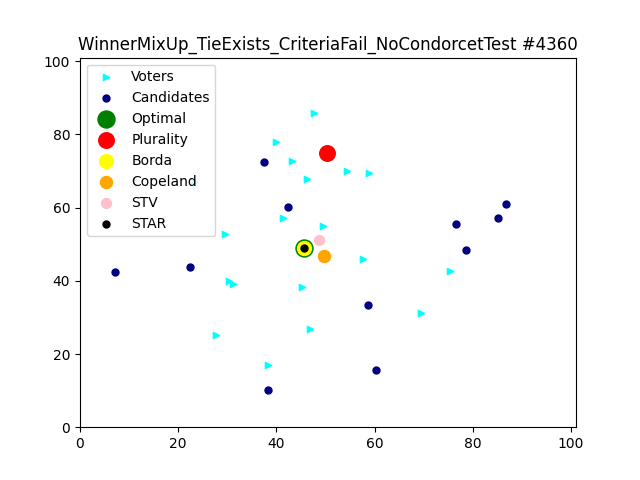 WinnerMixUp_TieExists_CriteriaFail_NoCondorcetTest #4360
100
80
60
40
20
0
Voters
Candidates
Optimal
Plurality
Borda
Copeland
STV
STAR
0 20 40 60 80 100